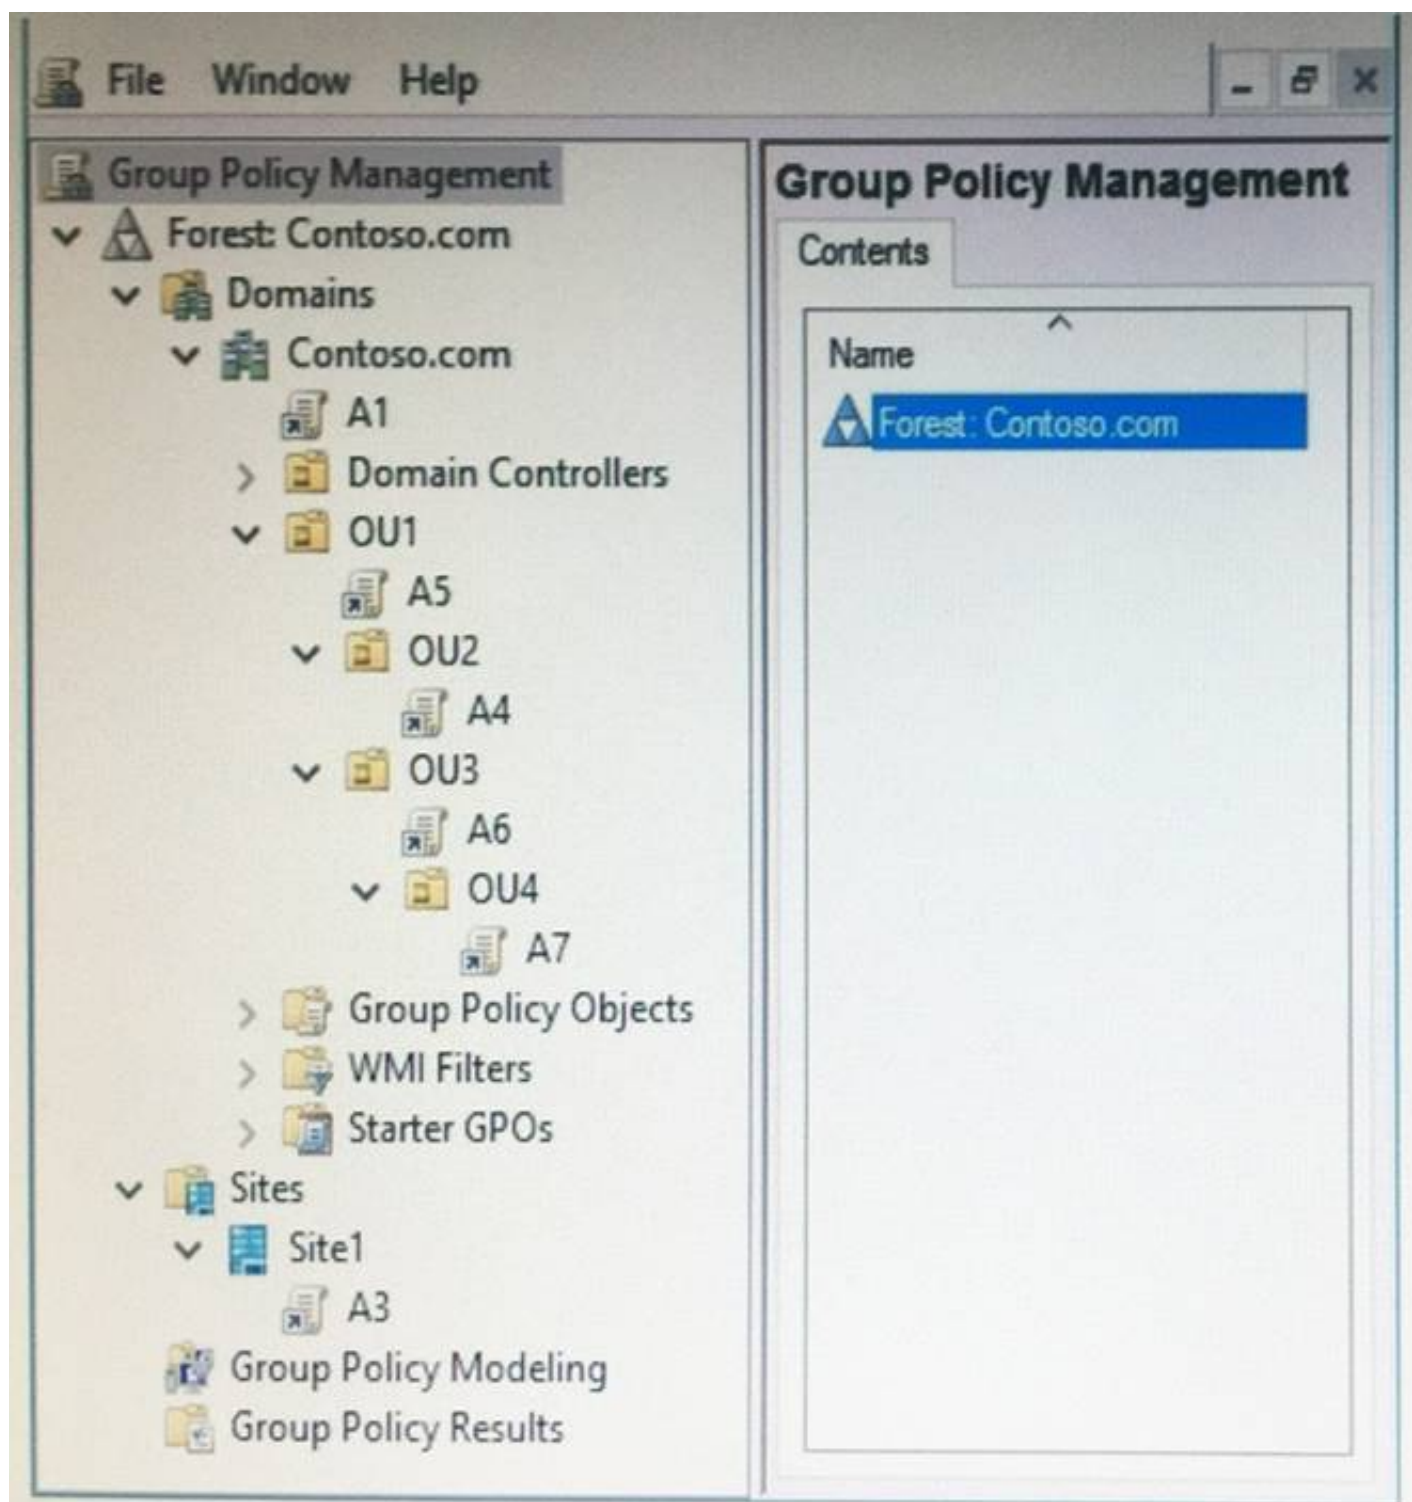 File Window Help
Group Policy Management
Forest: Contoso.com
Domains
Contoso.com
A1
Domain Controllers
OU1
A5
OU2
A4
OU3
A6
OU4
A7
Group Policy Objects
WMI Filters
Starter GPOs
Sites
Site1
A3
Group Policy Modeling
Group Policy Results
Group Policy Management
Contents
Name
Forest: Contoso.com